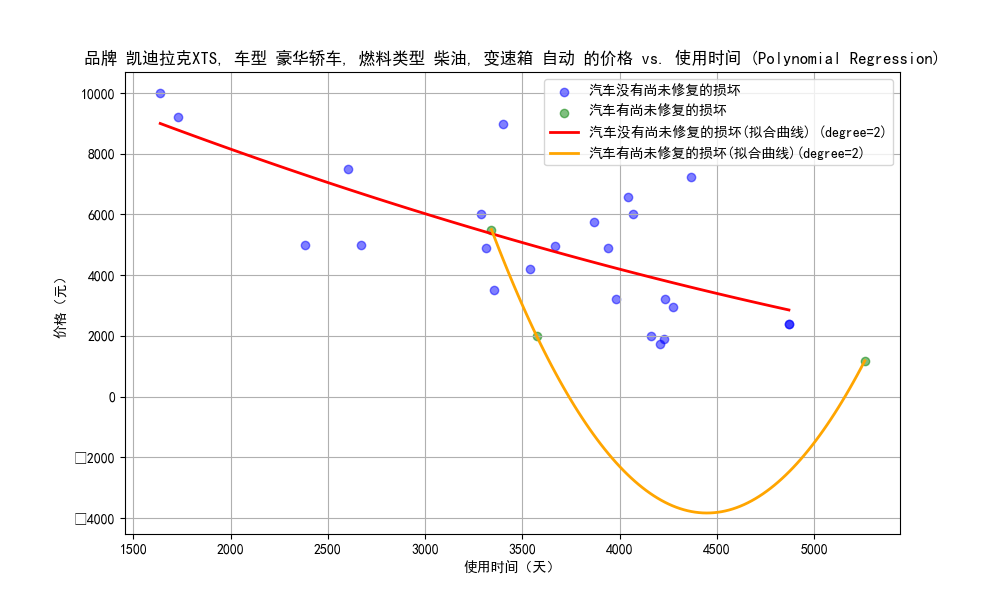 品牌 凯迪拉克XTS, 车型 豪华轿车, 燃料类型 柴油, 变速箱 自动 的价格 vs. 使用时间 (Polynomial Regression)
汽车没有尚未修复的损坏
汽车有尚未修复的损坏
汽车没有尚未修复的损坏(拟合曲线) (degree=2)
汽车有尚未修复的损坏(拟合曲线)(degree=2)
价格（元）
10000
8000
6000
4000
2000
0
□2000
□4000
1500
2000
2500
3000
3500
4000
4500
5000
使用时间（天）